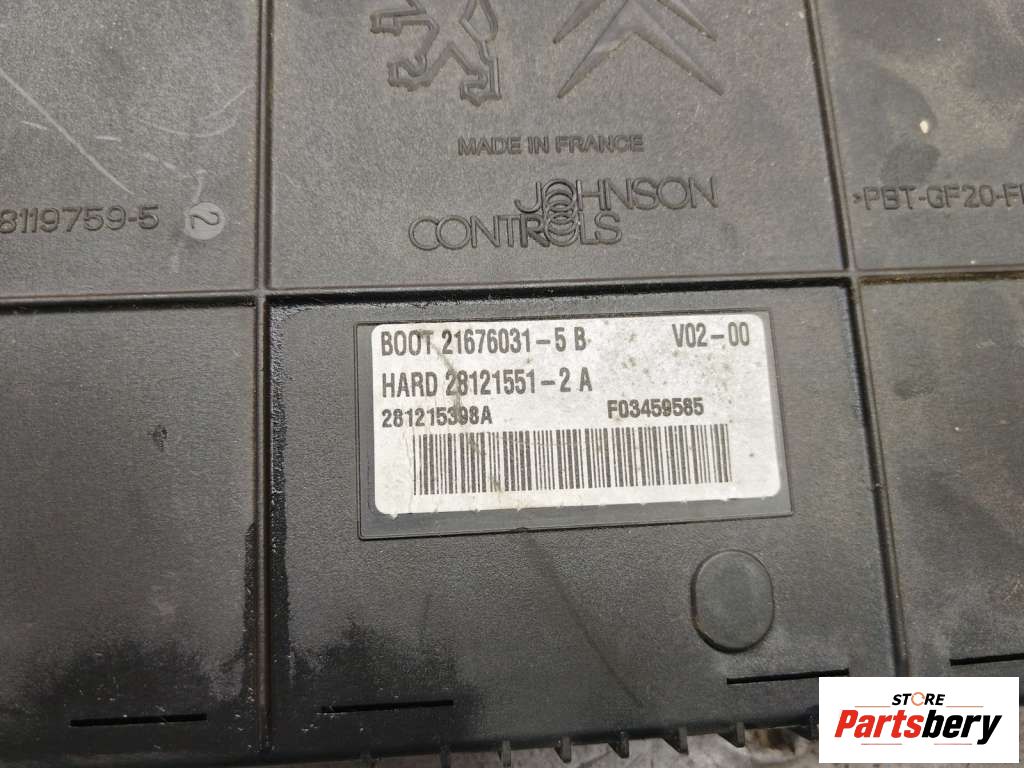 MADE IN FRANCE
JOHNSON
CONTROLS
8119759-5 2
>PBT-GF20-F
BOOT 21676031-5 B V02-00
HARD 28121551-2 A
281215398A F03459585
STORE
Partsbery